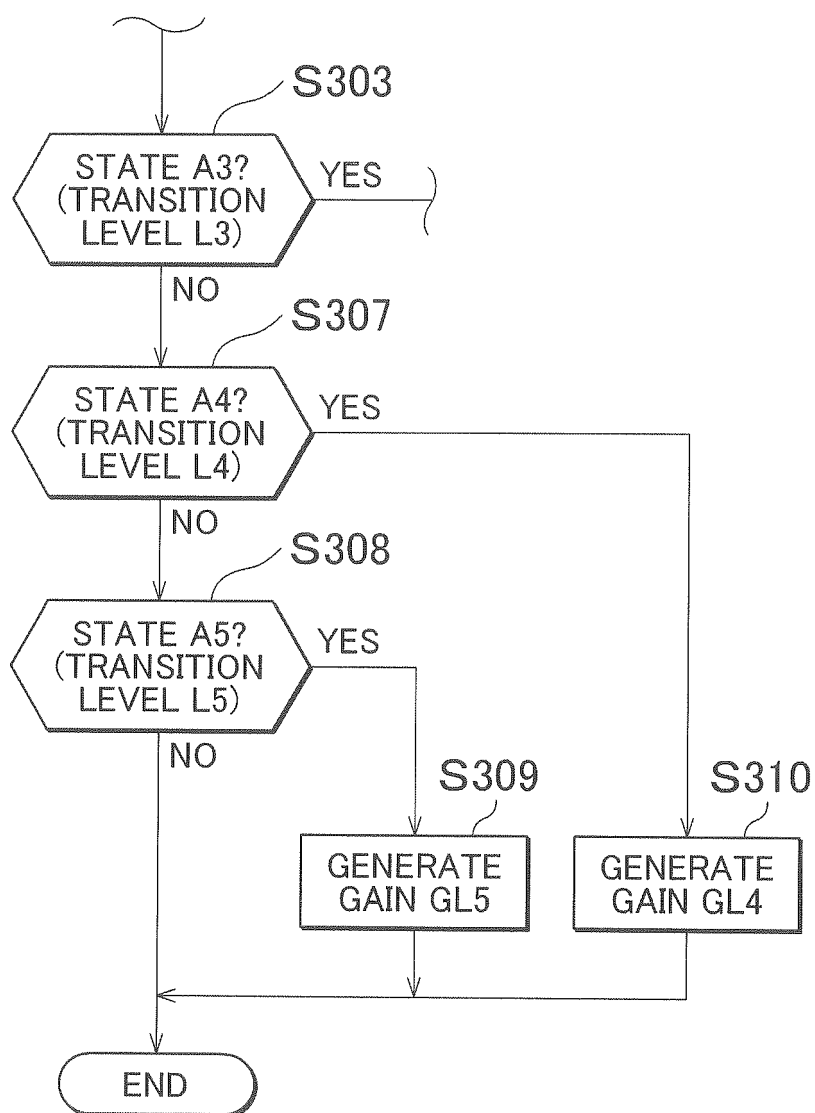 S303
STATE A3?
(TRANSITION
LEVEL L3)
YES
NO
S307
STATE A4?
(TRANSITION
LEVEL L4)
YES
NO
S308
STATE A5?
(TRANSITION
LEVEL L5)
YES
NO
S309
GENERATE
GAIN GL5
S310
GENERATE
GAIN GL4
END